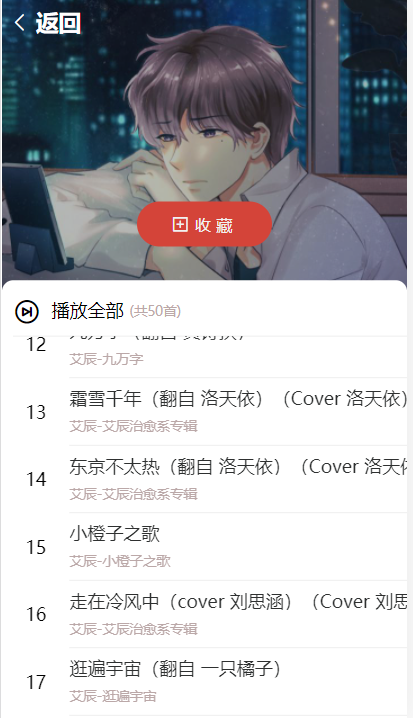 返回
收 藏
播放全部 (共50首)
12
艾辰-九万字
13
霜雪千年（翻自 洛天依）（Cover 洛天依）
艾辰-艾辰治愈系专辑
14
东京不太热（翻自 洛天依）（Cover 洛天
艾辰-艾辰治愈系专辑
15
小橙子之歌
艾辰-小橙子之歌
16
走在冷风中（cover 刘思涵）（Cover 刘思
艾辰-艾辰治愈系专辑
17
逛遍宇宙（翻自 一只橘子）
艾辰-逛遍宇宙